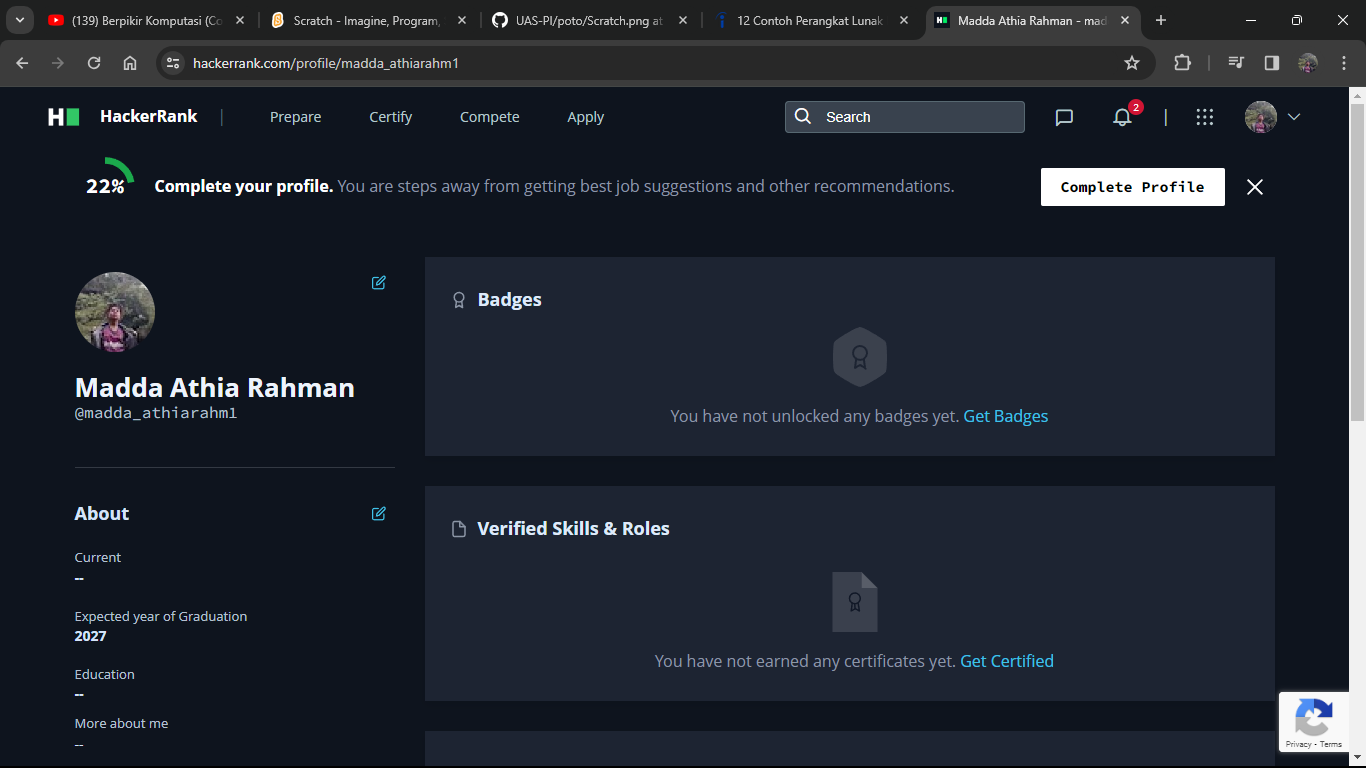 (139) Berpikir Komputasi (Co
Scratch - Imagine, Program,
UAS-PI/poto/Scratch.png at
12 Contoh Perangkat Lunak
Madda Athia Rahman - mad
hackerrank.com/profile/madda_athiarahm1
H
HackerRank
Prepare
Certify
Compete
Apply
Search
2
22%
Complete your profile. You are steps away from getting best job suggestions and other recommendations.
Complete Profile
Madda Athia Rahman
@madda_athiarahm1
About
Current
--
Expected year of Graduation
2027
Education
--
More about me
--
Badges
You have not unlocked any badges yet. Get Badges
Verified Skills & Roles
You have not earned any certificates yet. Get Certified
Privacy - Terms